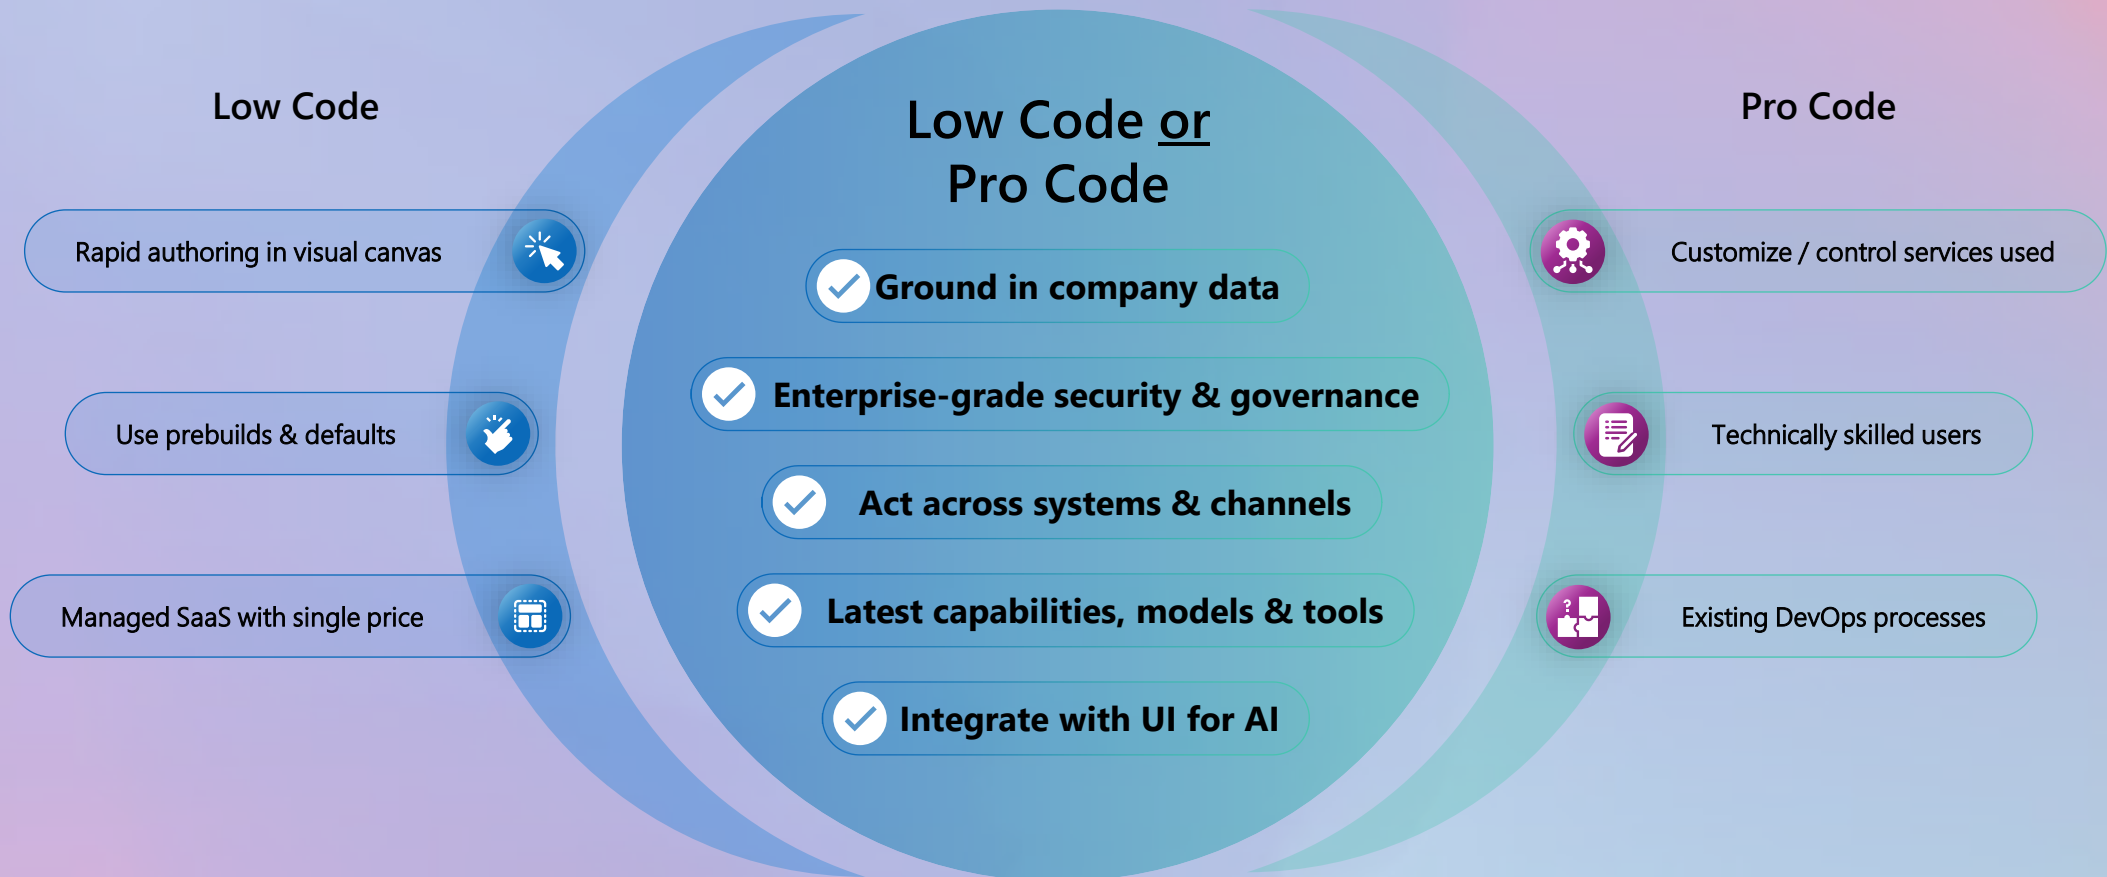 Low Code
Rapid authoring in visual canvas
Use prebuilds & defaults
Managed SaaS with single price
Low Code or
Pro Code
Ground in company data
Enterprise-grade security & governance
Act across systems & channels
Latest capabilities, models & tools
Integrate with UI for AI
Pro Code
Customize / control services used
Technically skilled users
?
Existing DevOps processes